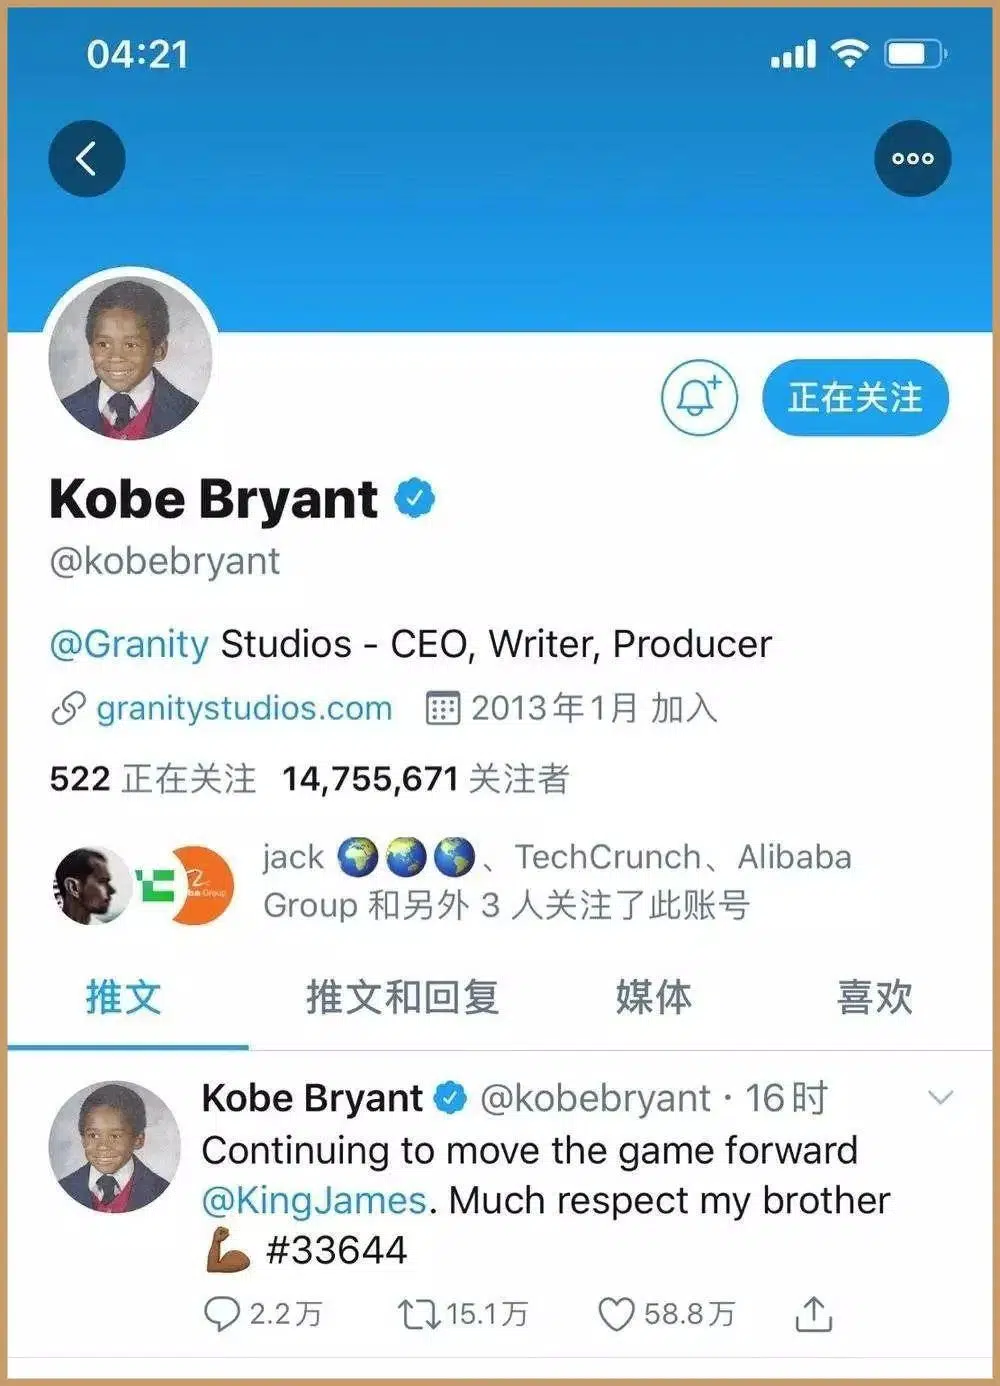 04:21
Kobe Bryant
@kobebryant
@Granity Studios - CEO, Writer, Producer
granitystudios.com 2013年1月 加入
522 正在关注 14,755,671 关注者
正在关注
jack 🌍🌏🌎、TechCrunch、Alibaba
Group 和另外 3 人关注了此账号
推文 推文和回复 媒体 喜欢
Kobe Bryant @kobebryant · 16时
Continuing to move the game forward
@KingJames. Much respect my brother
💪🏾 #33644
2.2万 15.1万 58.8万